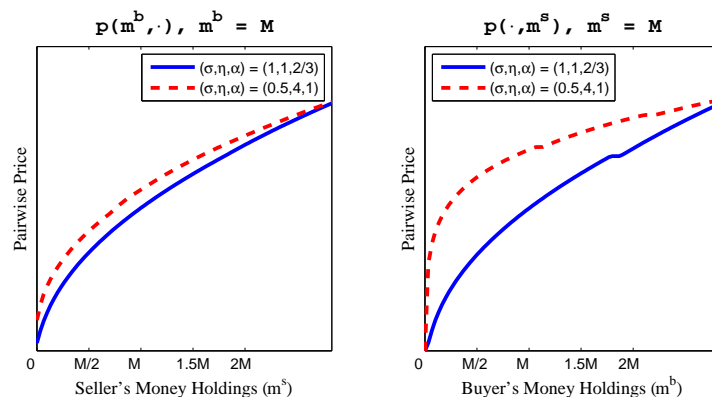 p(m^b,·), m^b = M
(σ,η,α) = (1,1,2/3)
(σ,η,α) = (0.5,4,1)
Pairwise Price
0 M/2 M 1.5M 2M
Seller's Money Holdings (m^s)
p(·,m^s), m^s = M
(σ,η,α) = (1,1,2/3)
(σ,η,α) = (0.5,4,1)
Pairwise Price
0 M/2 M 1.5M 2M
Buyer's Money Holdings (m^b)